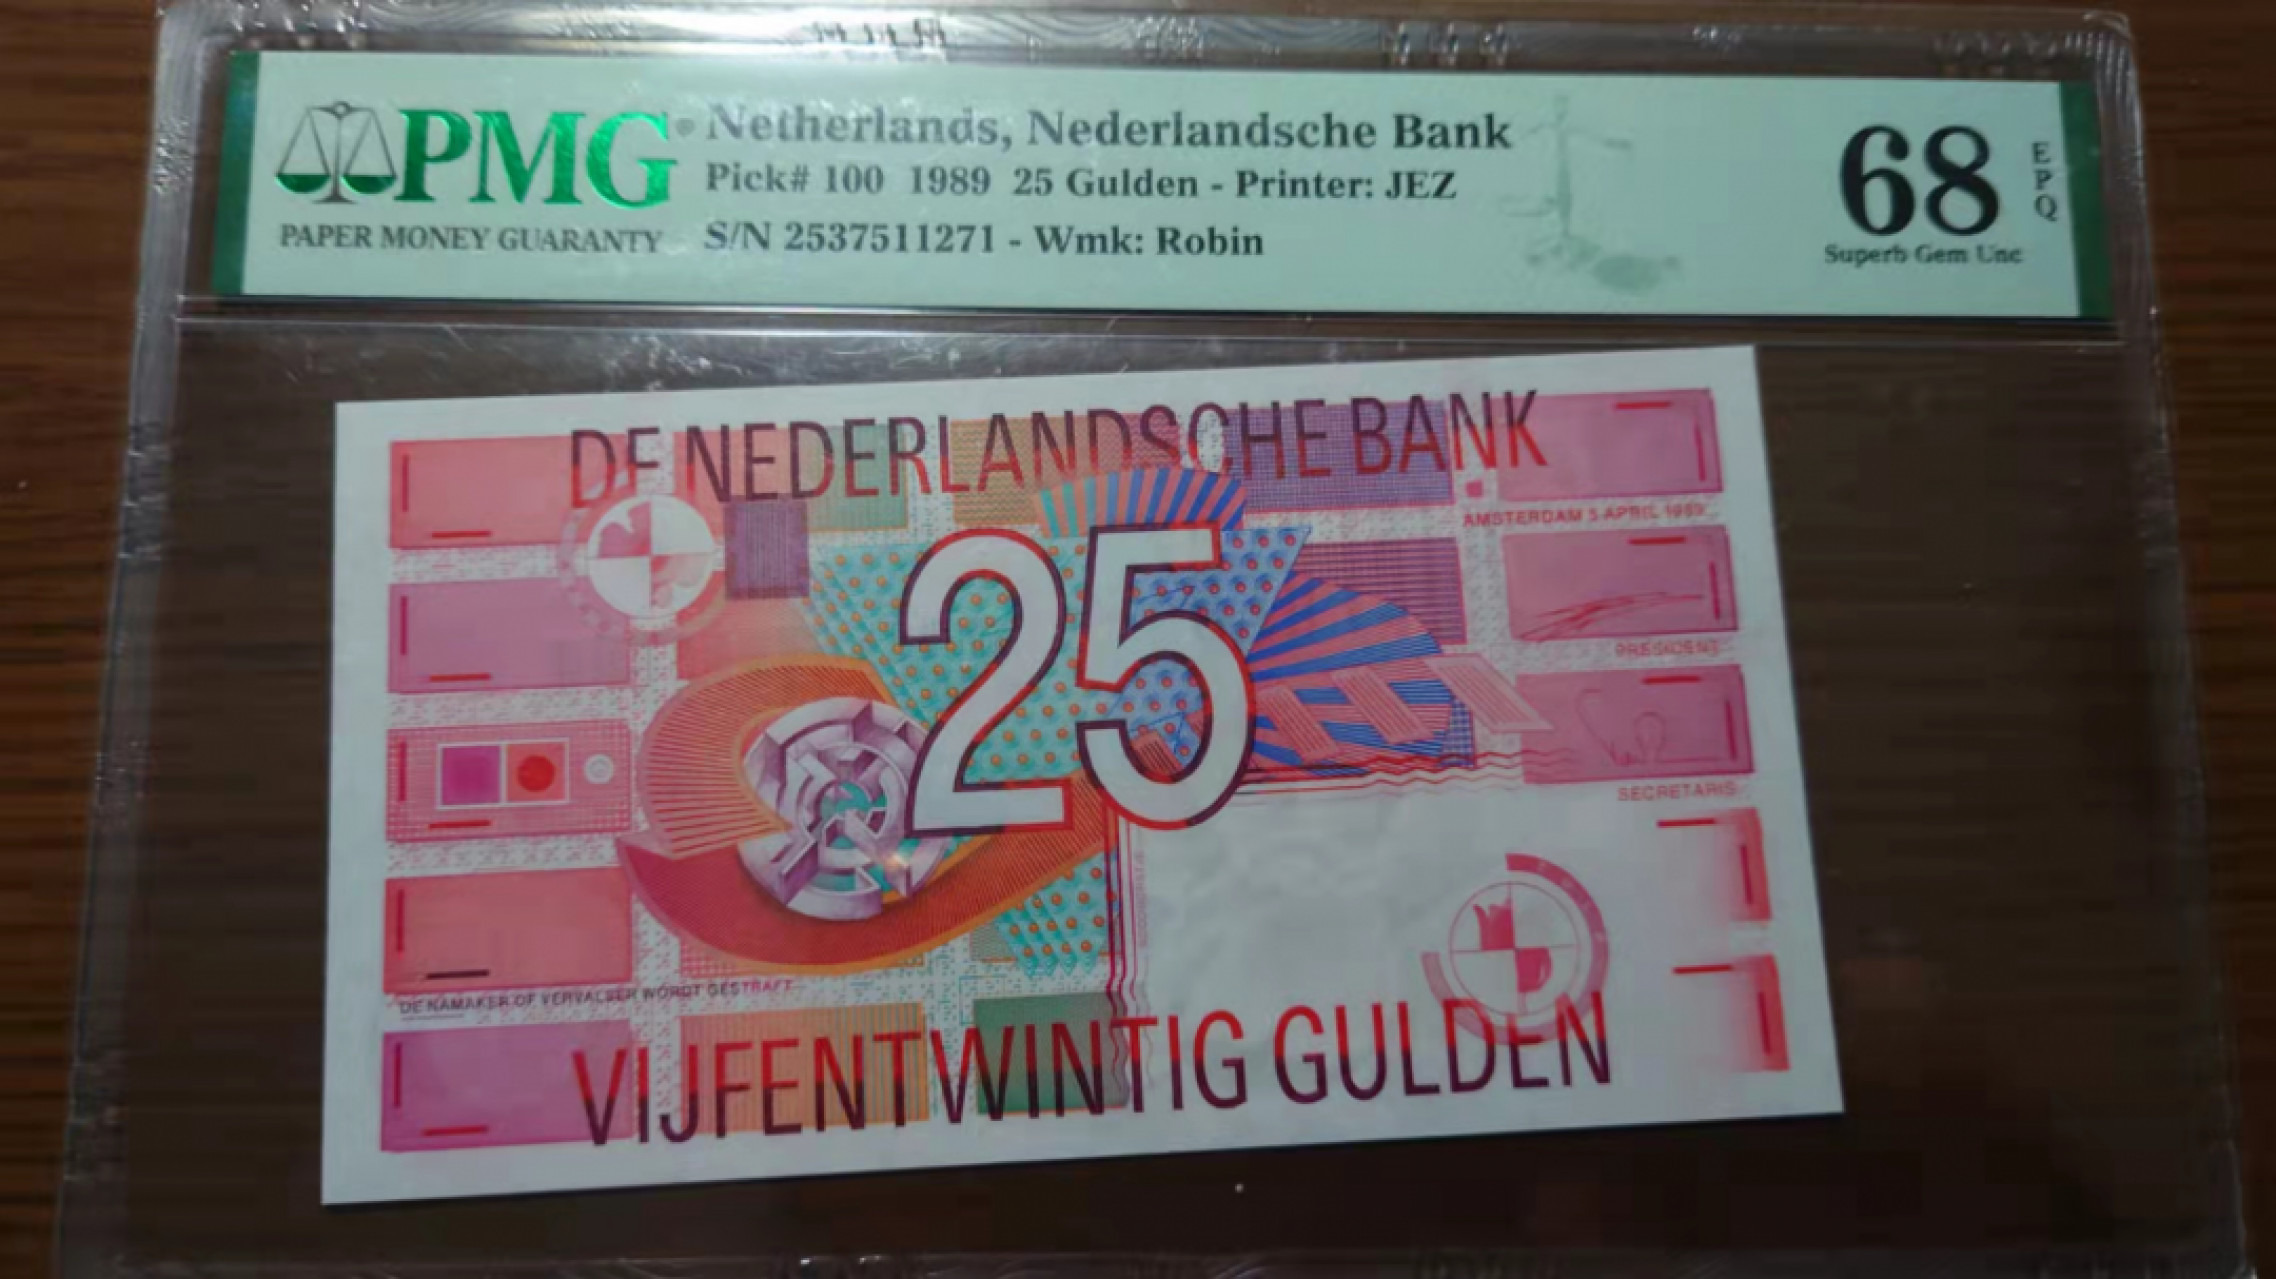 PMG
PAPER MONEY GUARANTY
Netherlands, Nederlandsche Bank
Pick# 100 1989 25 Gulden - Printer: JEZ
S/N 2537511271 - Wmk: Robin
68
EPQ
Superb Gem Unc
DE NEDERLANDSCHE BANK
AMSTERDAM 5 APRIL 1989
25
PRESIDENT
SECRETARIS
DE NAMAKER OF VERVALSER WORDT GESTRAFT
VIJFENTWINTIG GULDEN